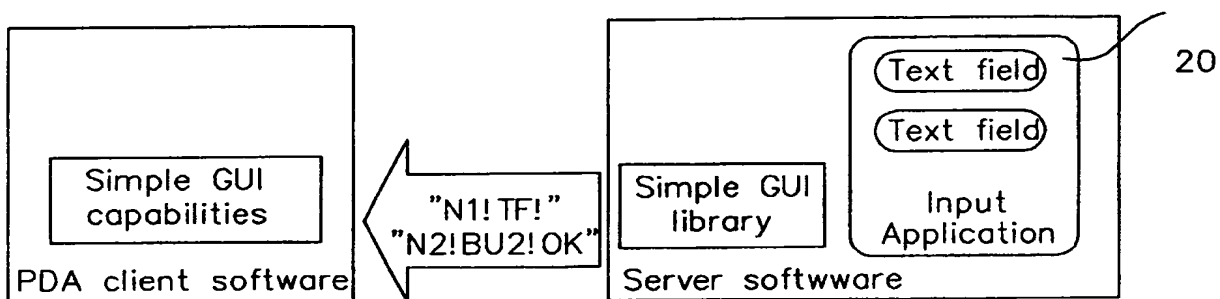 Simple GUI
capabilities
PDA client software
"N1!TF!"
"N2!BU2!OK"
Simple GUI
library
Text field
Text field
Input
Application
Server softwware
20